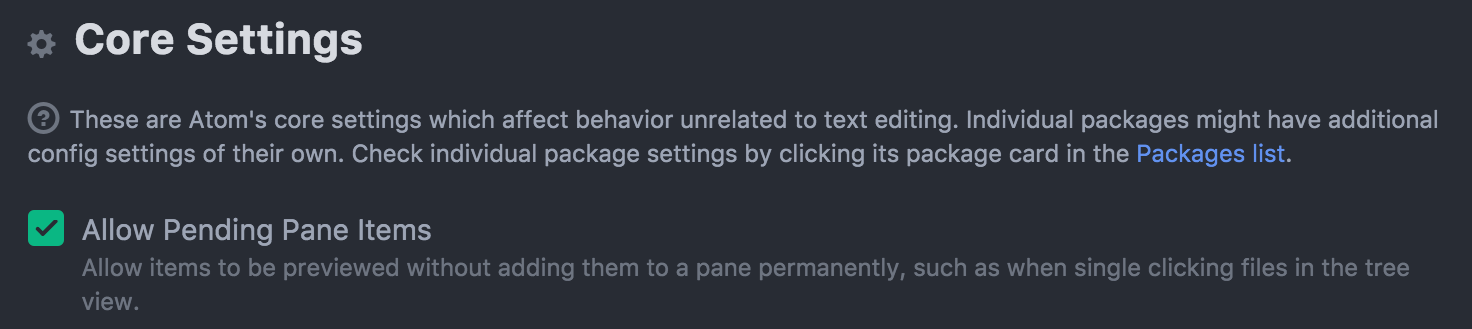 Core Settings
These are Atom's core settings which affect behavior unrelated to text editing. Individual packages might have additional
config settings of their own. Check individual package settings by clicking its package card in the Packages list.
Allow Pending Pane Items
Allow items to be previewed without adding them to a pane permanently, such as when single clicking files in the tree
view.